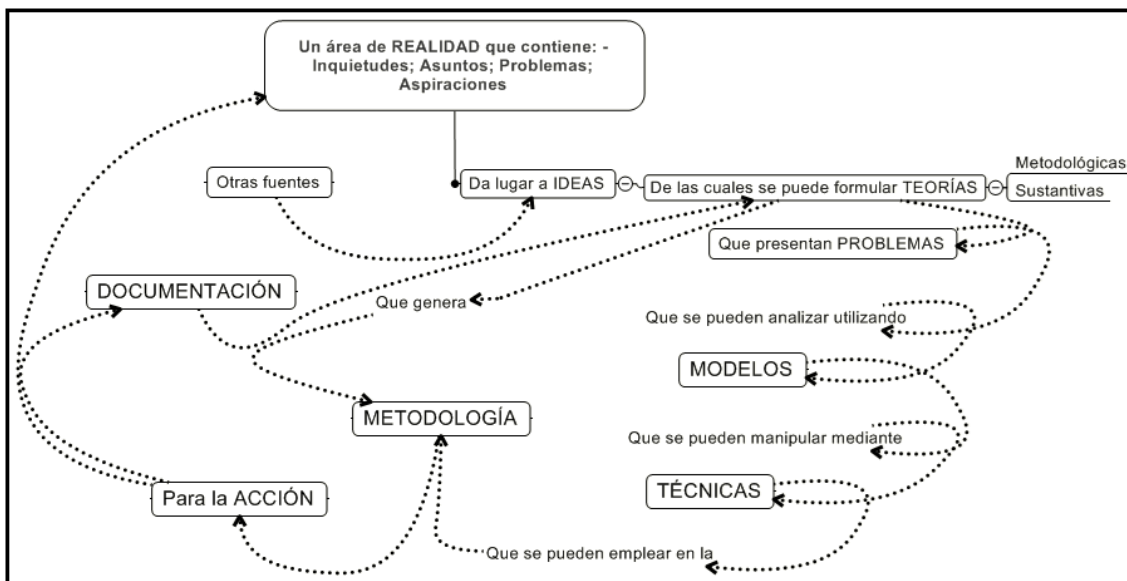 Un área de REALIDAD que contiene: -
Inquietudes; Asuntos; Problemas;
Aspiraciones
Otras fuentes
Da lugar a IDEAS
De las cuales se puede formular TEORÍAS
Metodológicas
Sustantivas
Que presentan PROBLEMAS
DOCUMENTACIÓN
Que genera
Que se pueden analizar utilizando
MODELOS
METODOLOGÍA
Que se pueden manipular mediante
Para la ACCIÓN
TÉCNICAS
Que se pueden emplear en la